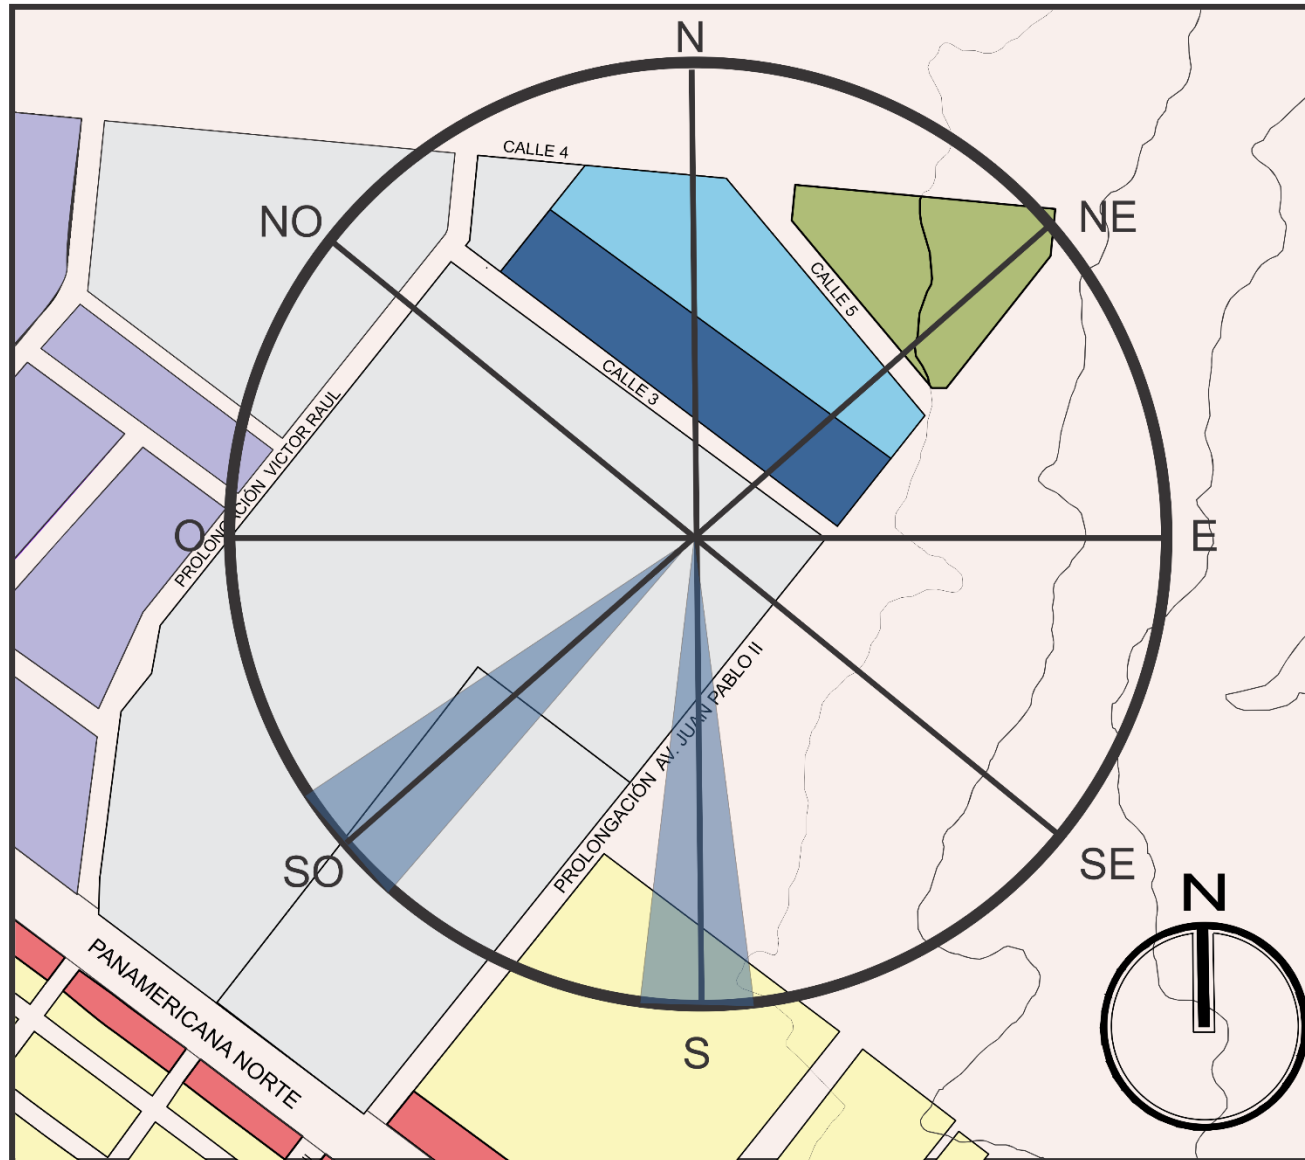 N
CALLE 4
NO
NE
CALLE 5
CALLE 3
PROLONGACIÓN VICTOR RAUL
O
E
PROLONGACIÓN AV. JUAN PABLO II
SO
SE
N
PANAMERICANA NORTE
S